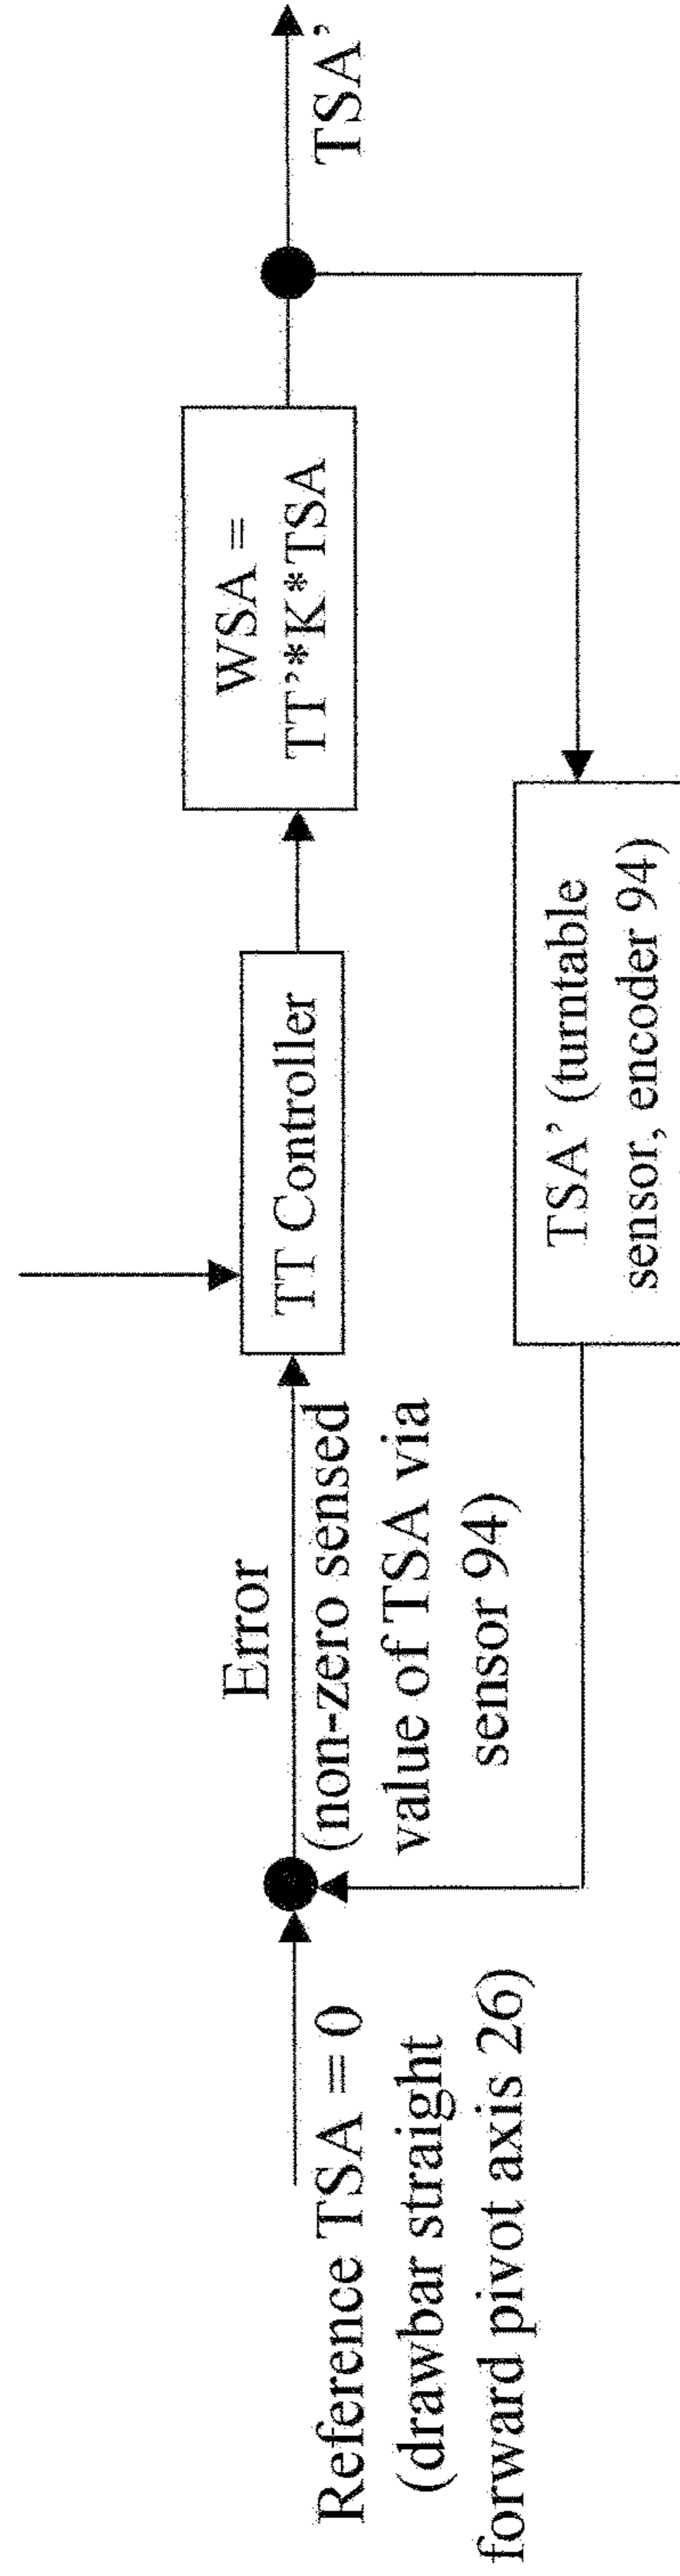 Reference TSA = 0
(drawbar straight
forward pivot axis 26)
Error
(non-zero sensed
value of TSA via
sensor 94)
TT Controller
WSA =
TT'*K*TSA
TSA’
TSA’ (turntable
sensor, encoder 94)